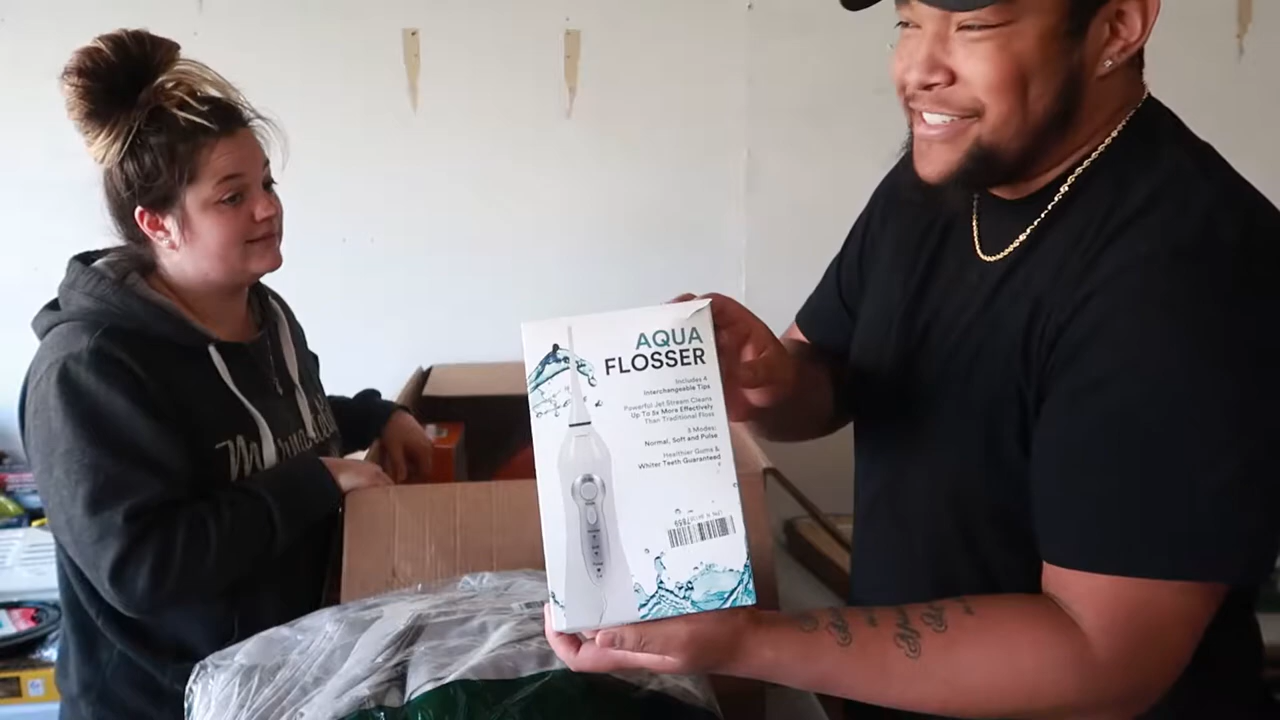 AQUA
FLOSSER
Includes 4
Interchangeable Tips
Powerful Jet Stream Cleans
Up To 5x More Effectively
Than Traditional Floss
3 Modes:
Normal, Soft and Pulse
Healthier Gums &
Whiter Teeth Guaranteed